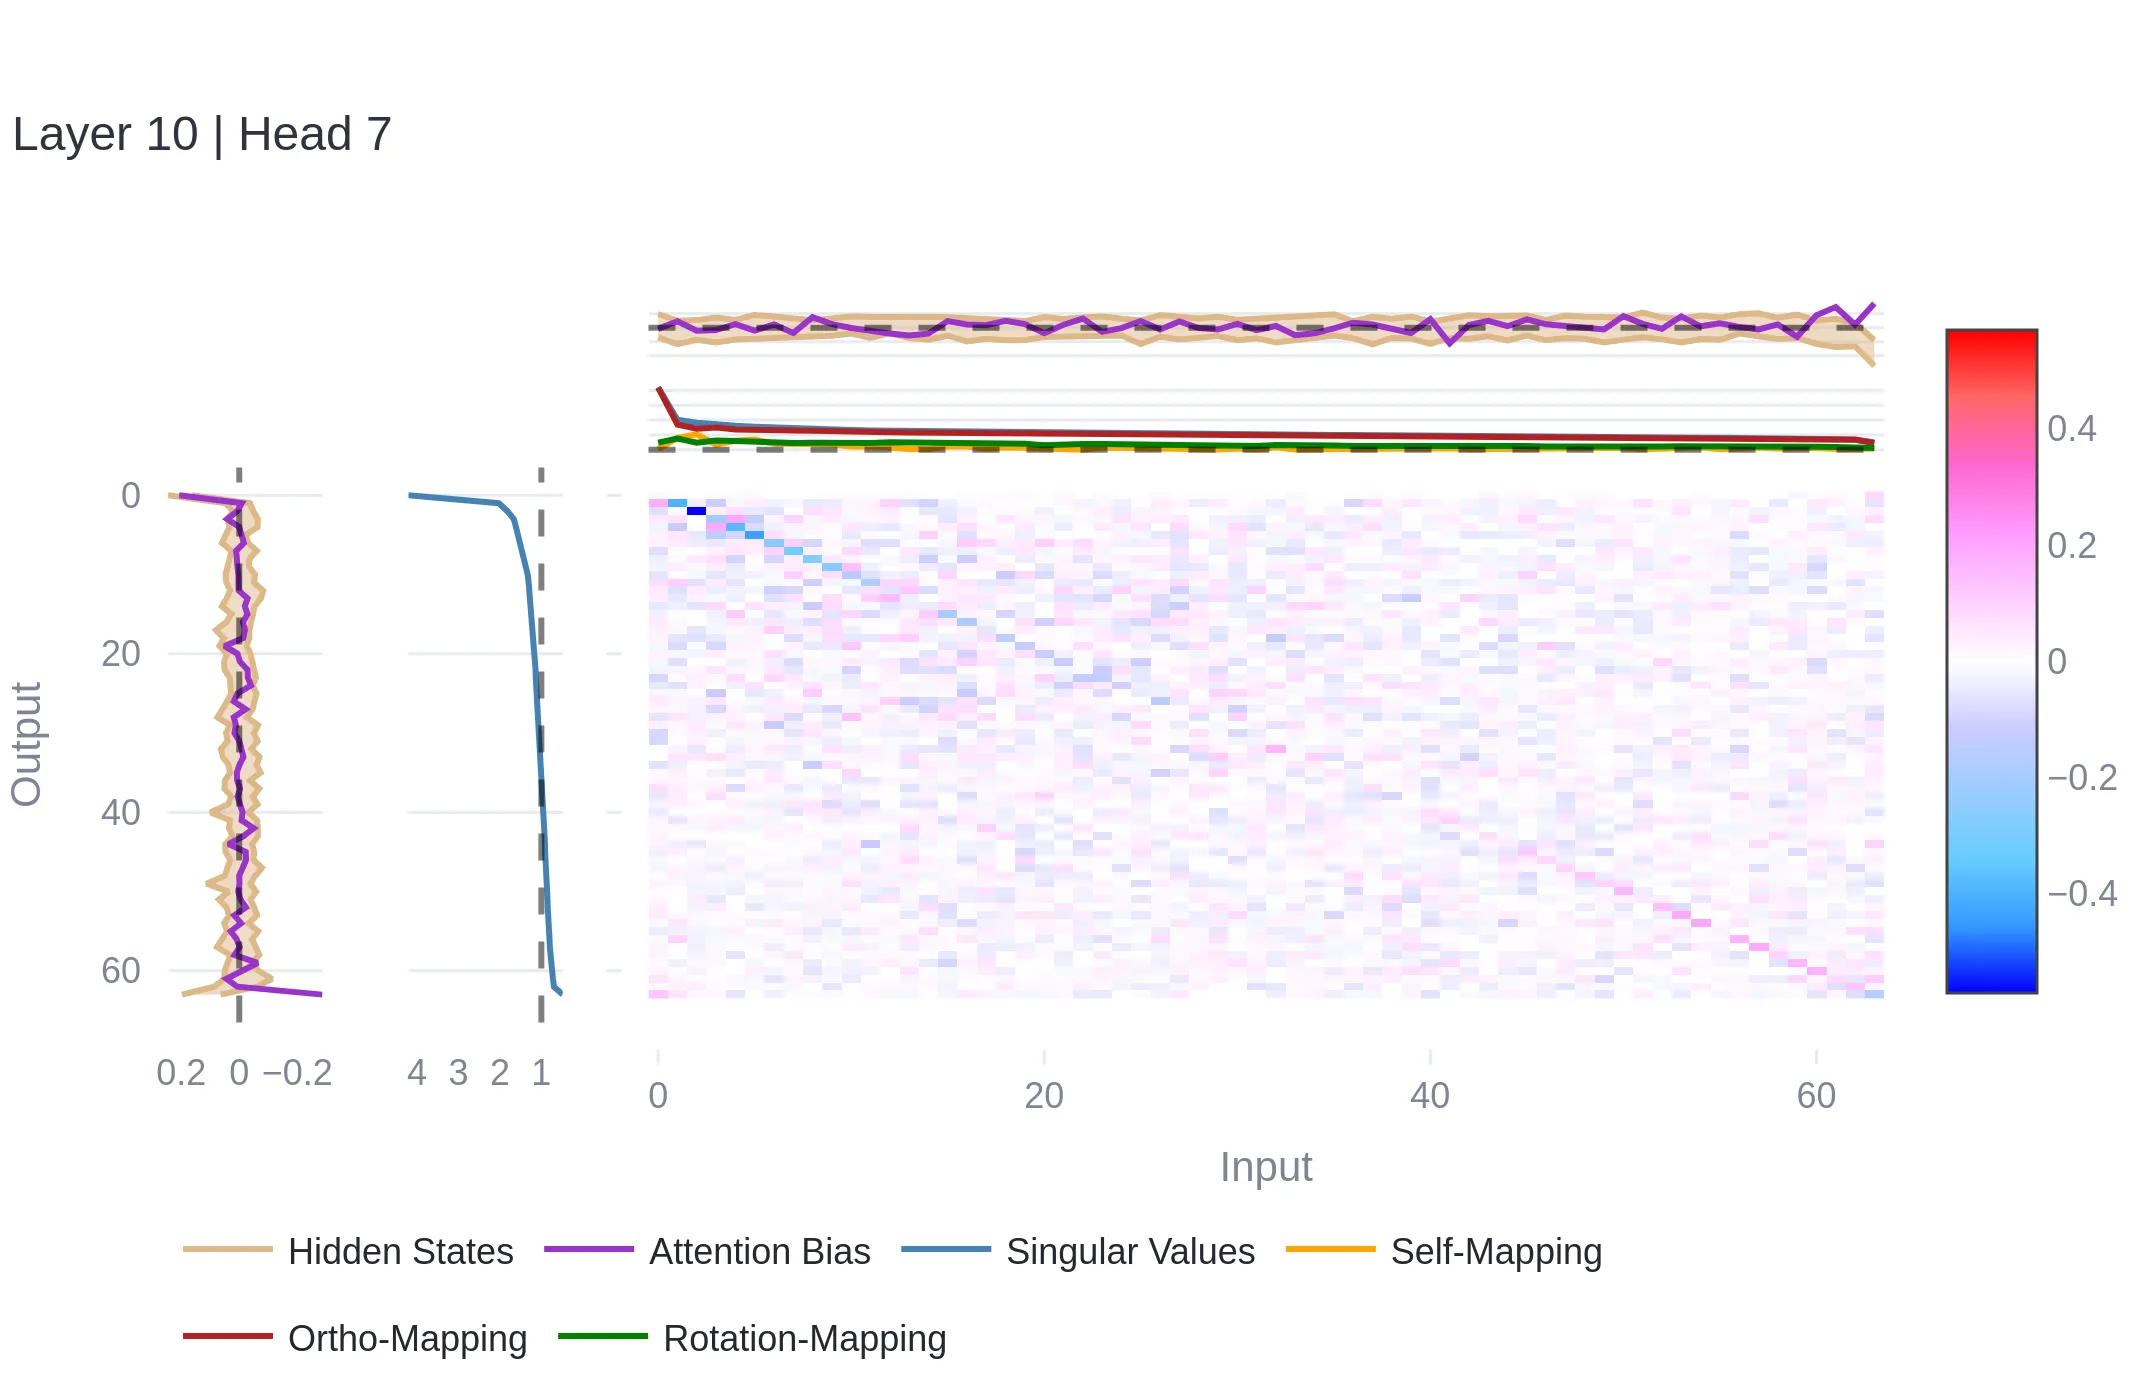 Layer 10 | Head 7
0
20
40
60
Output
0.2 0 −0.2
4 3 2 1
0 20 40 60
Input
0.4
0.2
0
−0.2
−0.4
Hidden States Attention Bias Singular Values Self-Mapping
Ortho-Mapping Rotation-Mapping